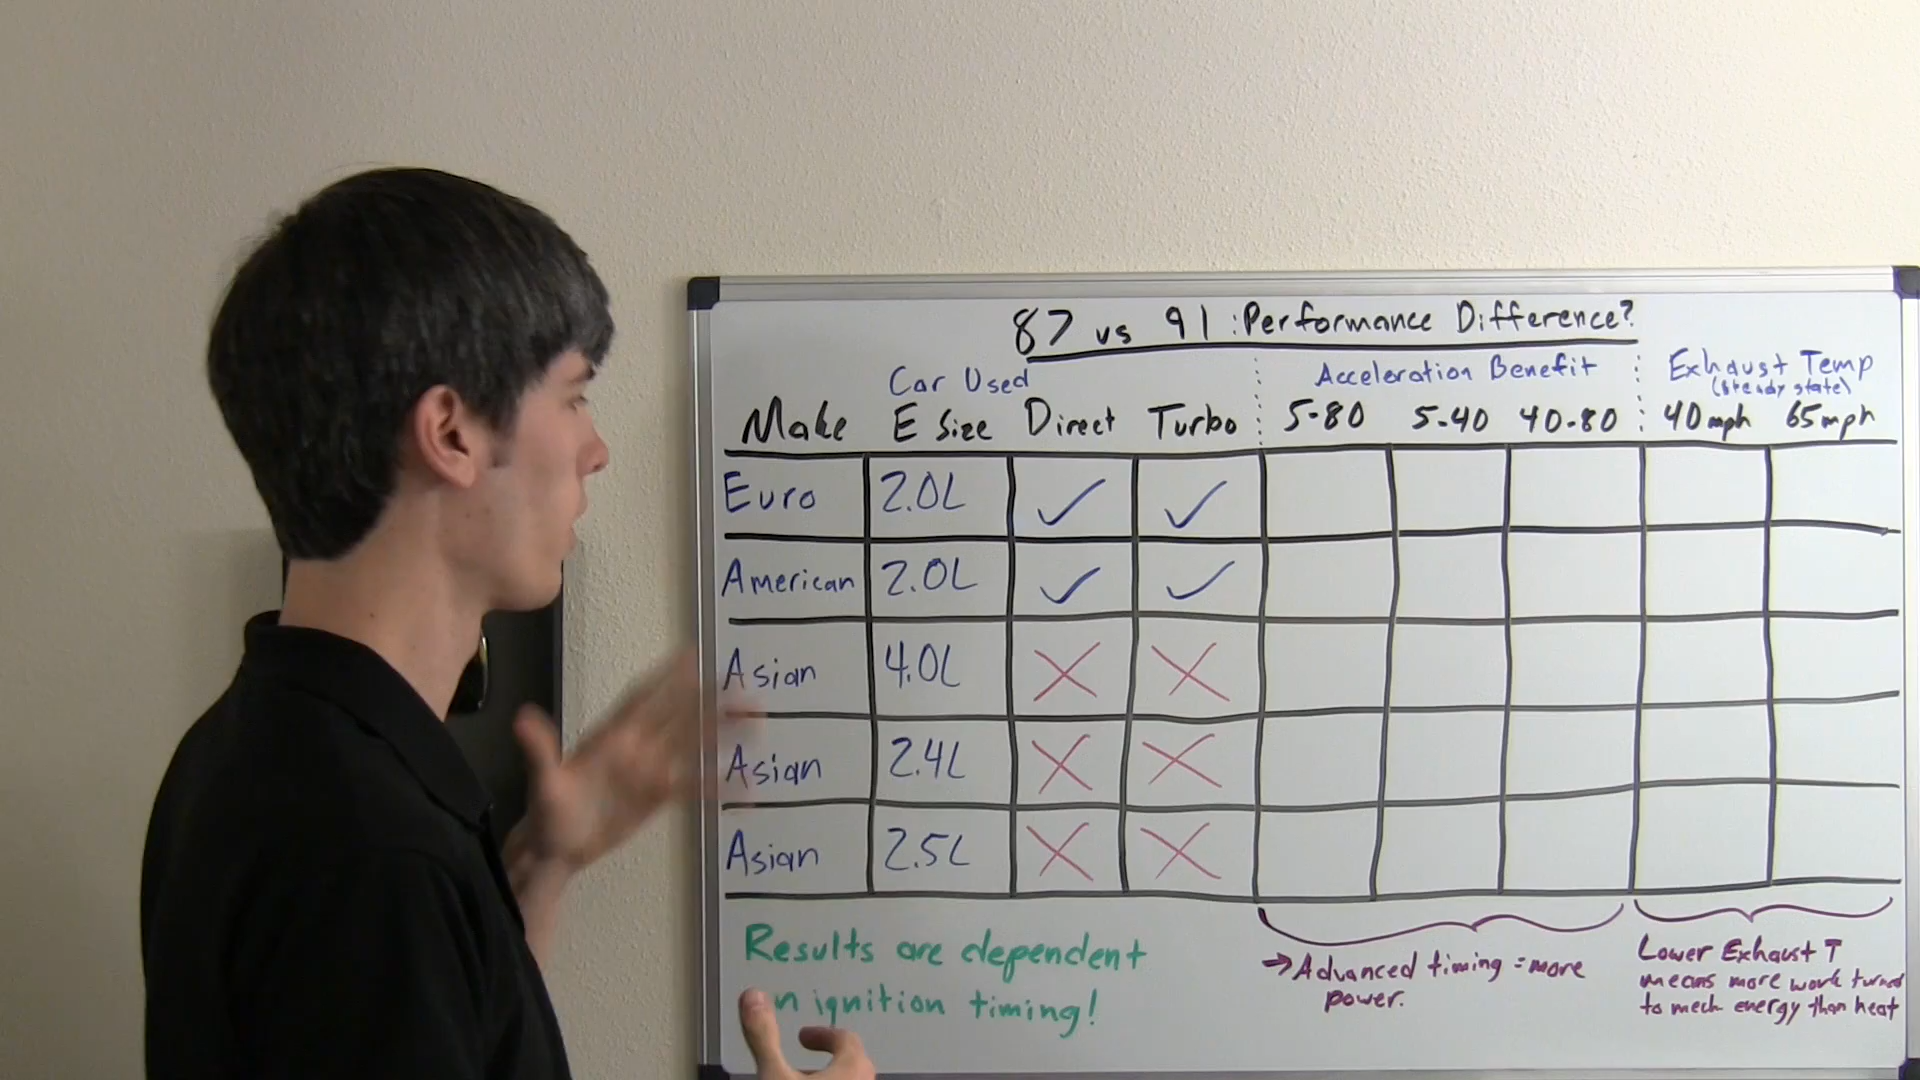 87 vs 91 : Performance Difference?
Car Used Acceleration Benefit Exhaust Temp
(steady state)
Make E Size Direct Turbo 5-80 5-40 40-80 40mph 65mph
Euro 2.0L ✓ ✓
American 2.0L ✓ ✓
Asian 4.0L X X
Asian 2.4L X X
Asian 2.5L X X
Results are dependent
ignition timing!
→ Advanced timing = more
power.
Lower Exhaust T
means more work turned
to mech energy than heat